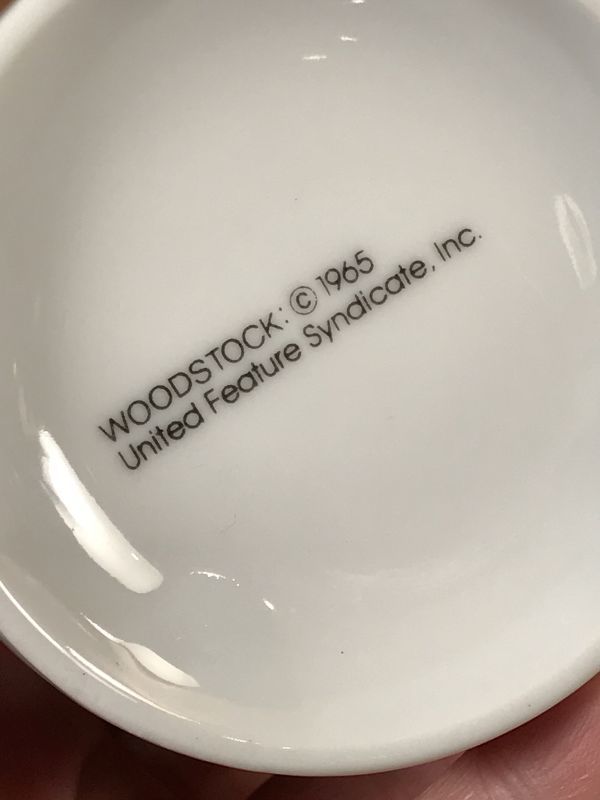 WOODSTOCK: © 1965
United Feature Syndicate, Inc.